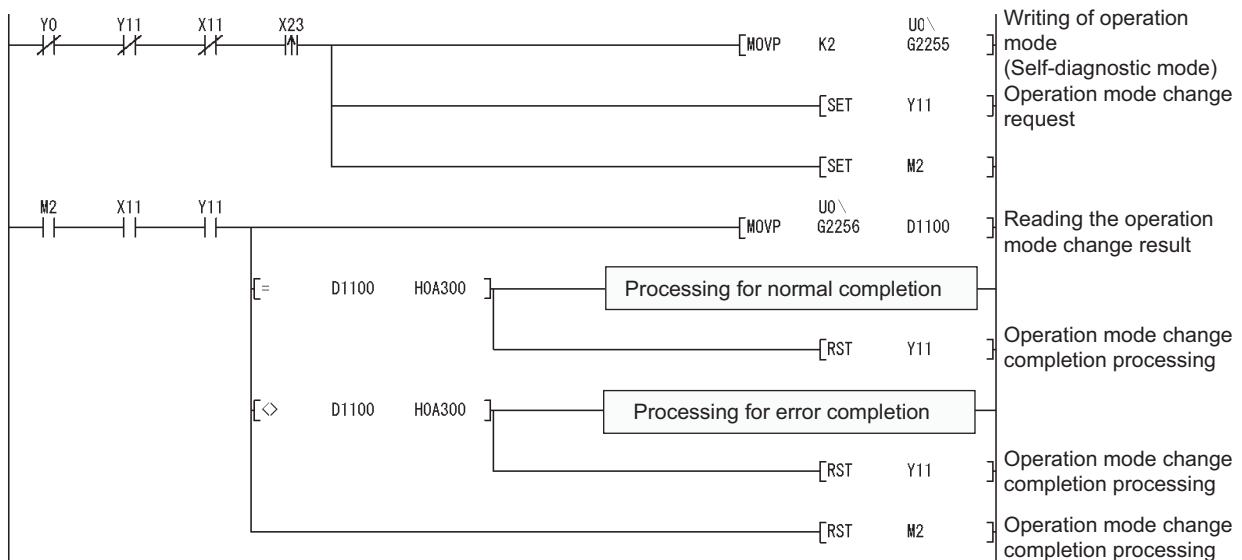 Y0 Y11 X11 X23
[MOVP K2 U0\
G2255 ]
Writing of operation
mode
(Self-diagnostic mode)
[SET Y11 ]
Operation mode change
request
[SET M2 ]
M2 X11 Y11
[MOVP U0\
G2256 D1100 ]
Reading the operation
mode change result
[= D1100 H0A300 ]
Processing for normal completion
[RST Y11 ]
Operation mode change
completion processing
[<> D1100 H0A300 ]
Processing for error completion
[RST Y11 ]
Operation mode change
completion processing
[RST M2 ]
Operation mode change
completion processing